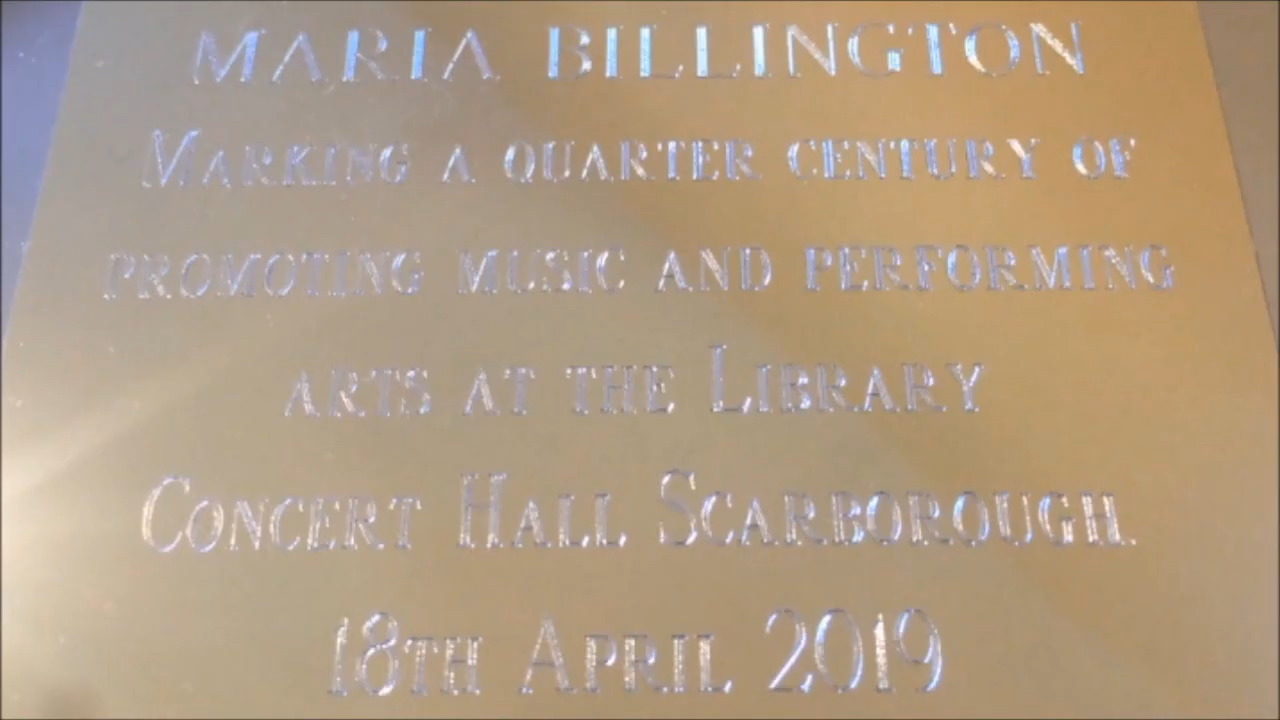 MARIA BILLINGTON
MARKING A QUARTER CENTURY OF
PROMOTING MUSIC AND PERFORMING
ARTS AT THE LIBRARY
CONCERT HALL SCARBOROUGH.
18TH APRIL 2019